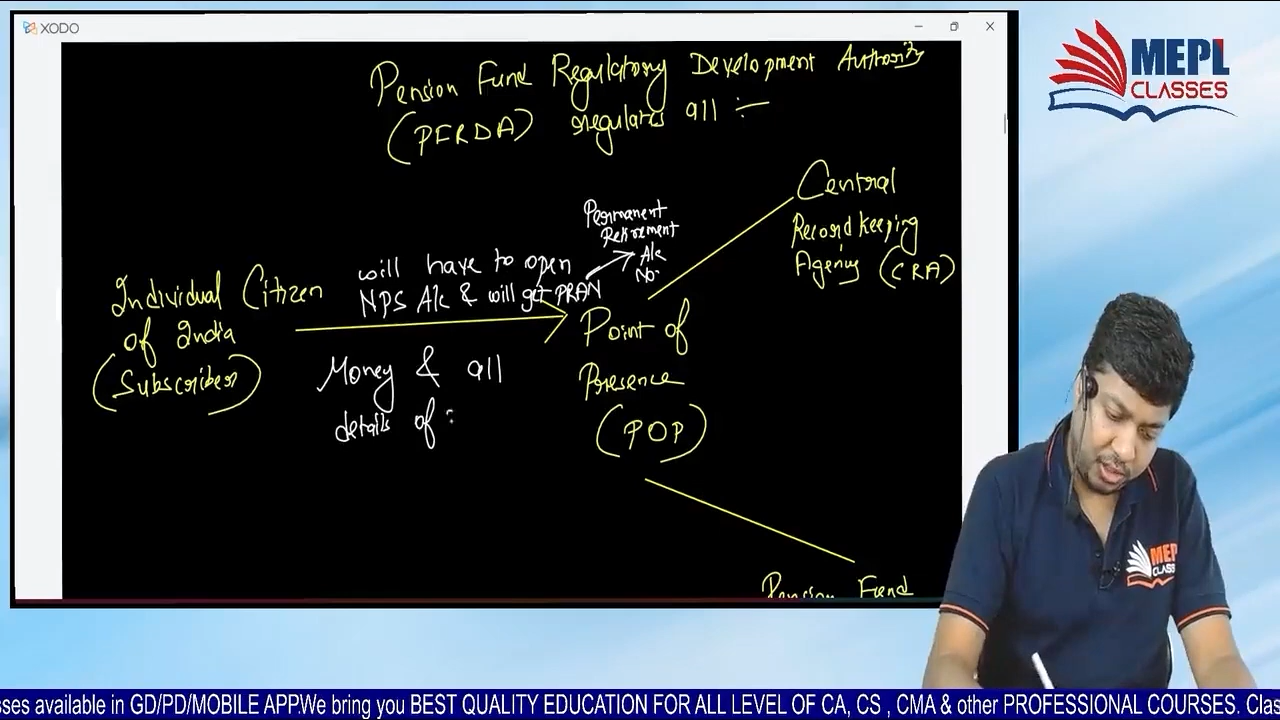 XODO
MEPL
CLASSES
Pension Fund Regulatory Development Authority
(PFRDA) regulates all :-
Central
Record keeping
Agency (CRA)
Permanent
Retirement
A/c
No.
will have to open
NPS A/c & will get PRAN
Individual Citizen
of India
(Subscriber)
Money & all
details of :
Point of
Presence
(POP)
Pension Fund
MEPL
CLASS
sses available in GD/PD/MOBILE APP.We bring you BEST QUALITY EDUCATION FOR ALL LEVEL OF CA, CS , CMA & other PROFESSIONAL COURSES. Clas